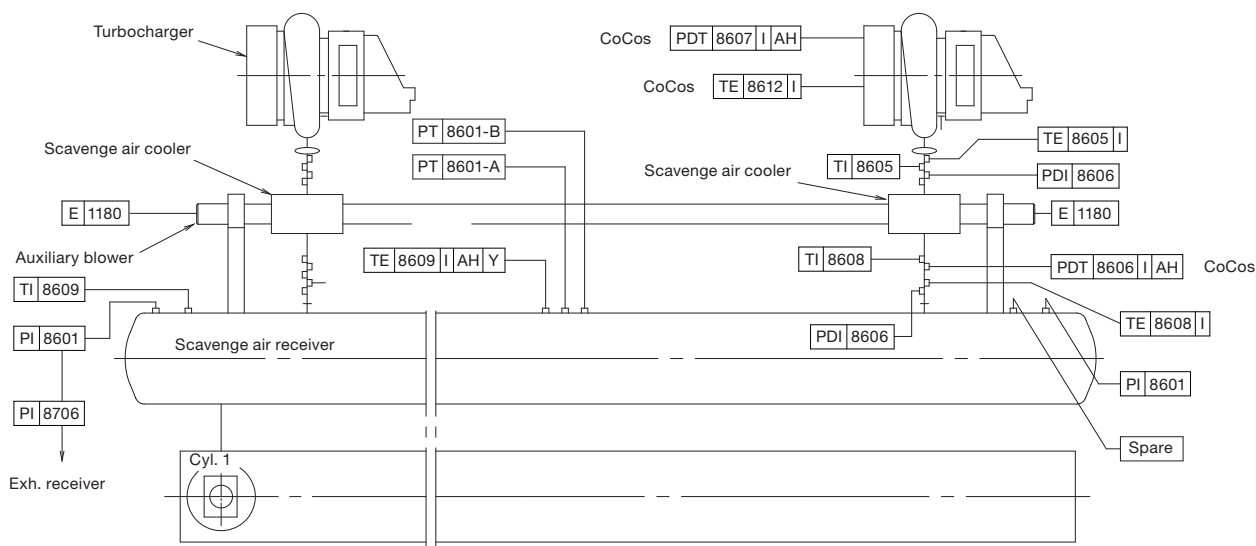 Turbocharger
CoCos PDT 8607 I AH
CoCos TE 8612 I
PT 8601-B
TE 8605 I
Scavenge air cooler
PT 8601-A
TI 8605
Scavenge air cooler
PDI 8606
E 1180
E 1180
Auxiliary blower
TE 8609 I AH Y
TI 8608
PDT 8606 I AH CoCos
TI 8609
TE 8608 I
PI 8601
Scavenge air receiver
PDI 8606
PI 8601
PI 8706
Spare
Cyl. 1
Exh. receiver